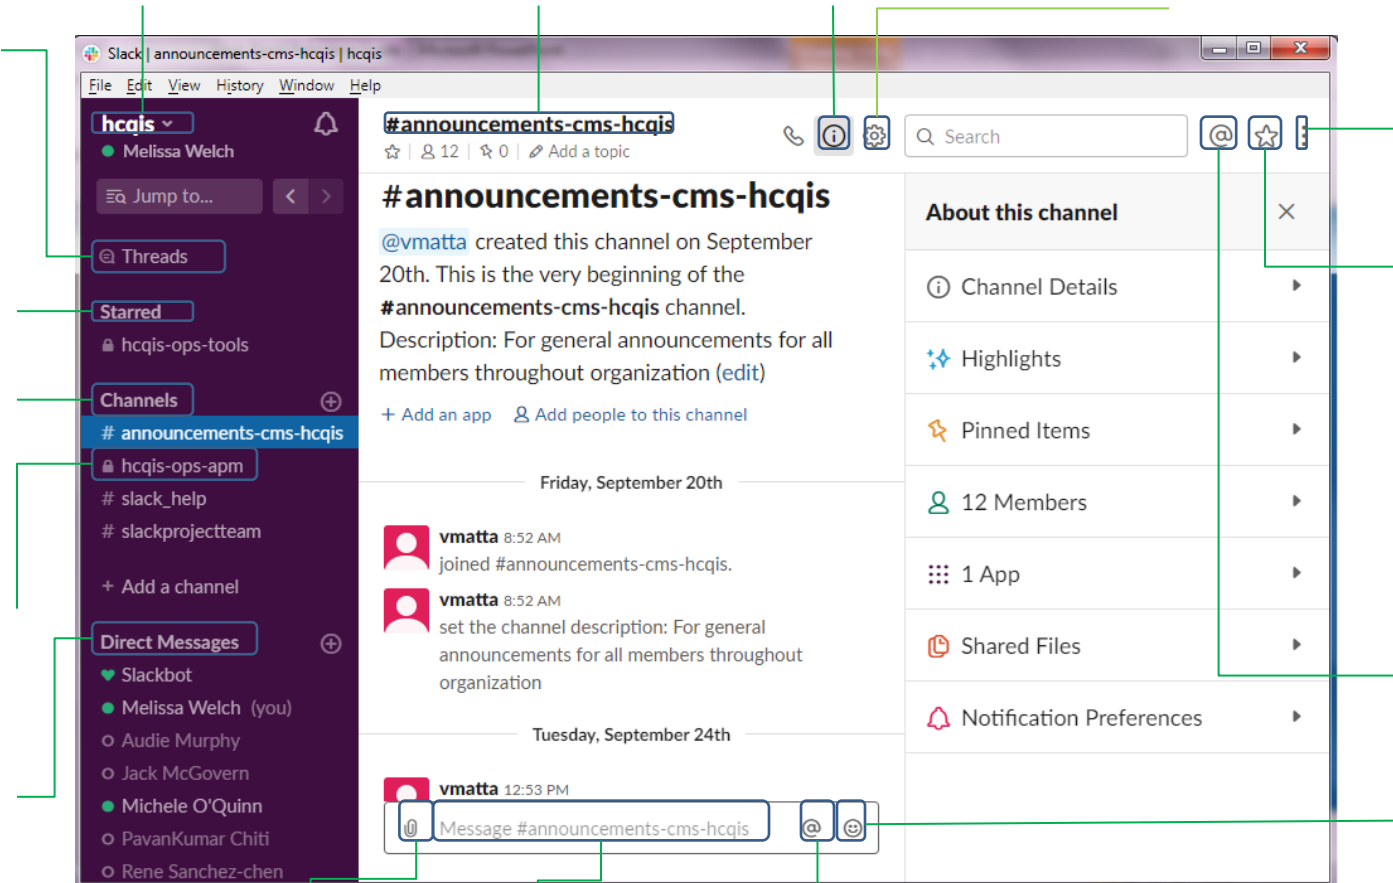 Slack | announcements-cms-hcqis | hcqis
File Edit View History Window Help
hcqis
Melissa Welch
Jump to...
Threads
Starred
hcqis-ops-tools
Channels
# announcements-cms-hcqis
hcqis-ops-apm
# slack_help
# slackprojectteam
+ Add a channel
Direct Messages
Slackbot
Melissa Welch (you)
Audie Murphy
Jack McGovern
Michele O'Quinn
PavanKumar Chiti
Rene Sanchez-chen
#announcements-cms-hcqis
12 | 0 | Add a topic
Search
#announcements-cms-hcqis
@vmatta created this channel on September
20th. This is the very beginning of the
#announcements-cms-hcqis channel.
Description: For general announcements for all
members throughout organization (edit)
+ Add an app Add people to this channel
Friday, September 20th
vmatta 8:52 AM
joined #announcements-cms-hcqis.
vmatta 8:52 AM
set the channel description: For general
announcements for all members throughout
organization
Tuesday, September 24th
vmatta 12:53 PM
Message #announcements-cms-hcqis
@
@
About this channel
Channel Details
Highlights
Pinned Items
12 Members
1 App
Shared Files
Notification Preferences